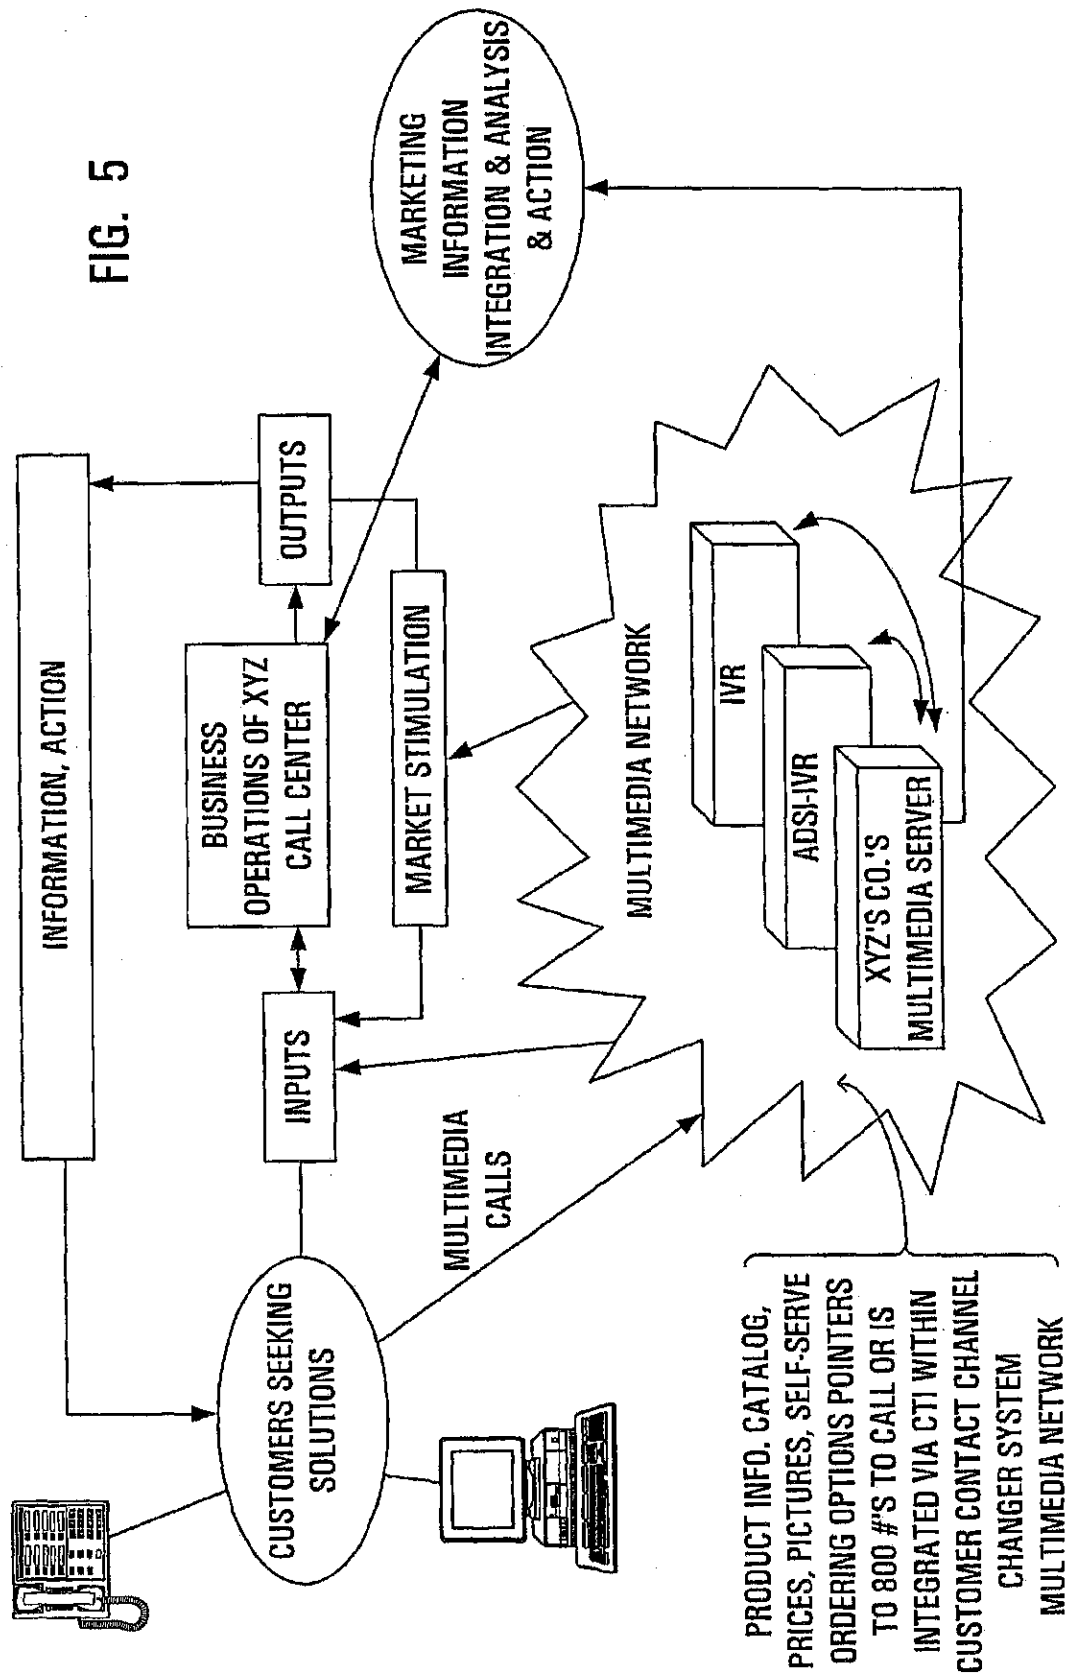 FIG. 5
INFORMATION, ACTION
CUSTOMERS SEEKING
SOLUTIONS
INPUTS
BUSINESS
OPERATIONS OF XYZ
CALL CENTER
OUTPUTS
MARKET STIMULATION
MARKETING
INFORMATION
INTEGRATION & ANALYSIS
& ACTION
MULTIMEDIA
CALLS
MULTIMEDIA NETWORK
IVR
ADSI-IVR
XYZ'S CO.'S
MULTIMEDIA SERVER
PRODUCT INFO. CATALOG,
PRICES, PICTURES, SELF-SERVE
ORDERING OPTIONS POINTERS
TO 800 #'S TO CALL OR IS
INTEGRATED VIA CTI WITHIN
CUSTOMER CONTACT CHANNEL
CHANGER SYSTEM
MULTIMEDIA NETWORK